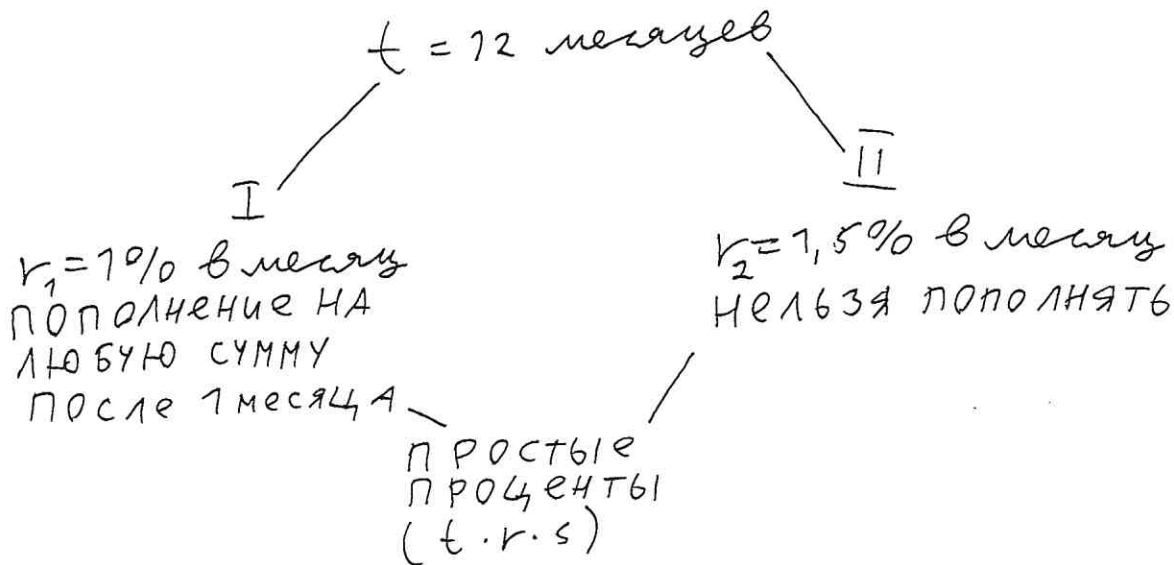 t = 12 месяцев
I
II
r₁ = 1% в месяц
ПОПОЛНЕНИЕ НА
ЛЮБУЮ СУММУ
ПОСЛЕ 1 МЕСЯЦА
r₂ = 1,5% в месяц
НЕЛЬЗЯ ПОПОЛНЯТЬ
ПРОСТЫЕ
ПРОЦЕНТЫ
(t · r · s)